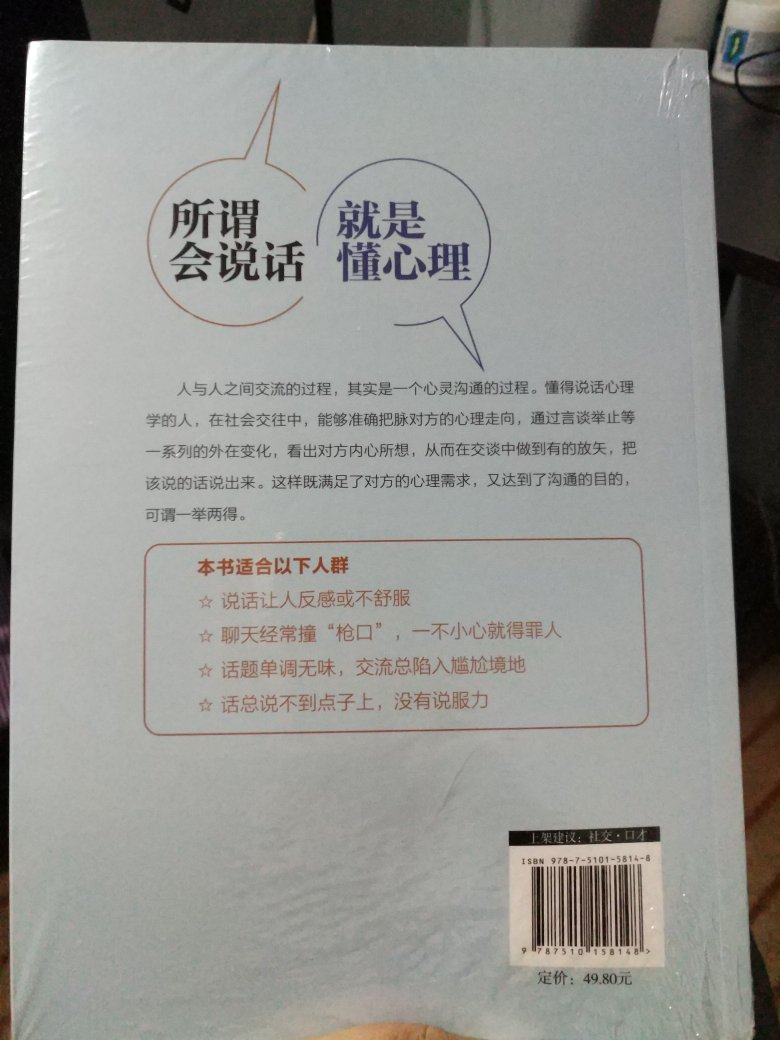 所谓
会说话
就是
懂心理
人与人之间交流的过程，其实是一个心灵沟通的过程。懂得说话心理
学的人，在社会交往中，能够准确把脉对方的心理走向，通过言谈举止等
一系列的外在变化，看出对方内心所想，从而在交谈中做到有的放矢，把
该说的话说出来。这样既满足了对方的心理需求，又达到了沟通的目的，
可谓一举两得。
本书适合以下人群
☆ 说话让人反感或不舒服
☆ 聊天经常撞“枪口”，一不小心就得罪人
☆ 话题单调无味，交流总陷入尴尬境地
☆ 话总说不到点子上，没有说服力
上架建议：社交·口才
ISBN 978-7-5101-5814-8
9 787510 158148 >
定价：49.80元